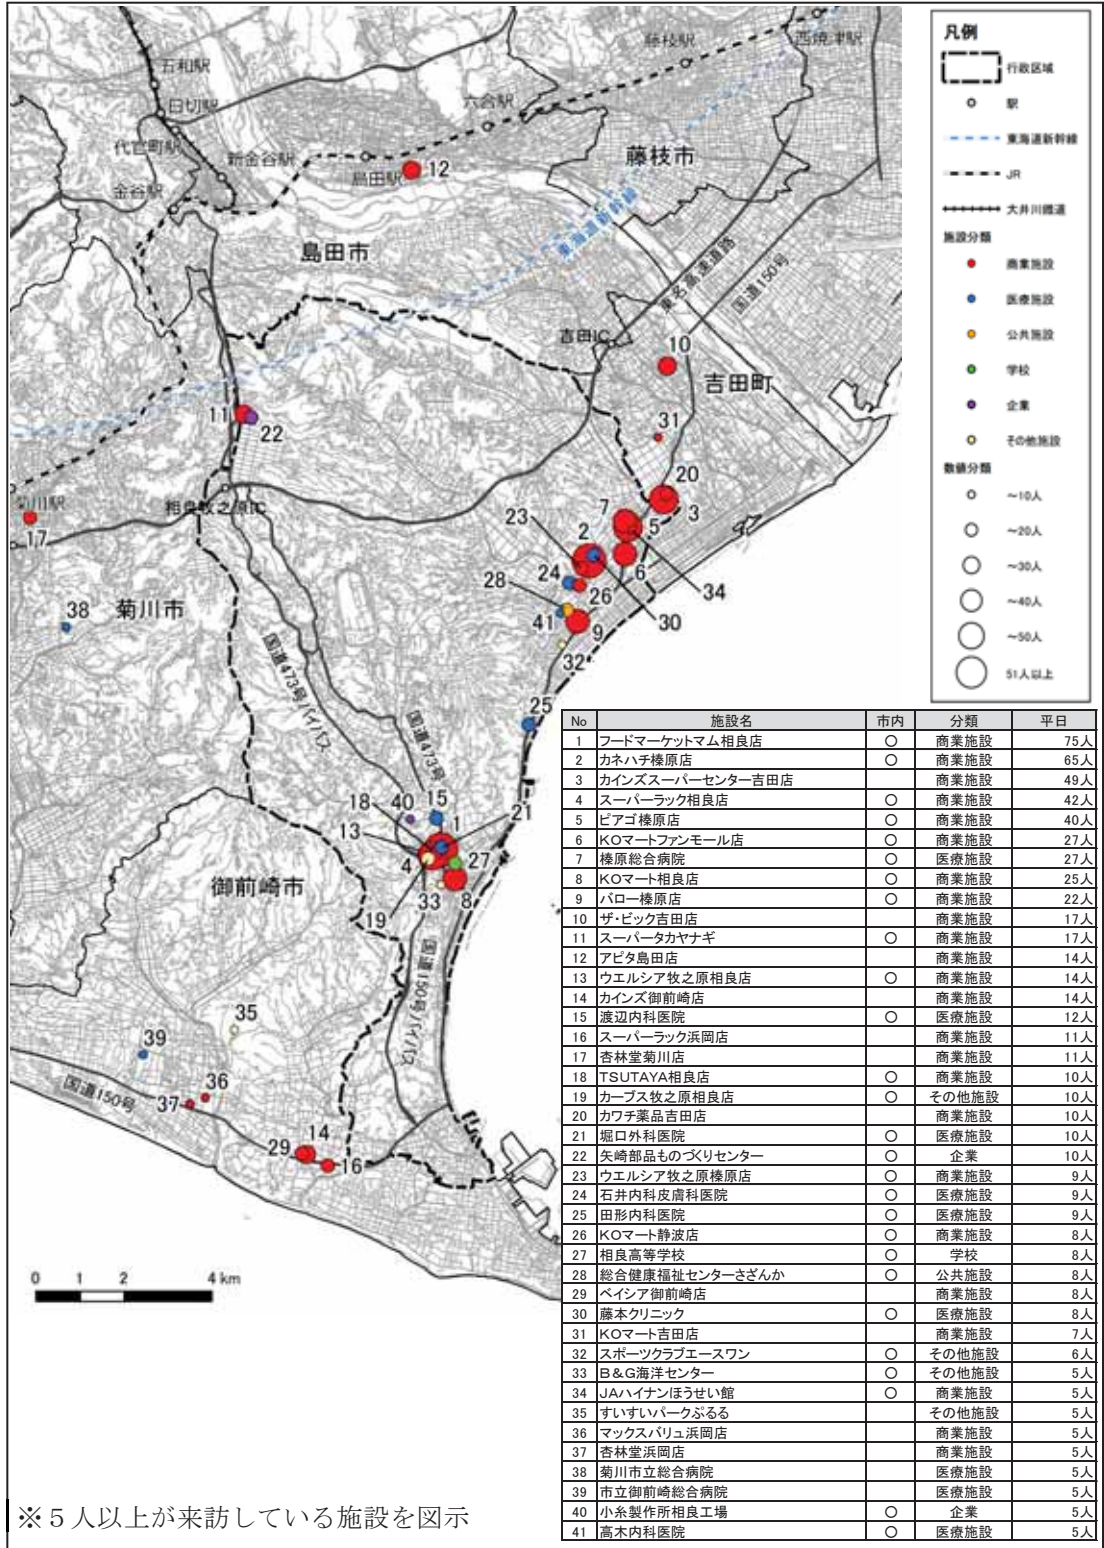 凡例
行政区域
駅
東海道新幹線
JR
大井川鐵道
施設分類
商業施設
医療施設
公共施設
学校
企業
その他施設
数値分類
～10人
～20人
～30人
～40人
～50人
51人以上
藤枝駅
西焼津駅
五和駅
日切駅
六合駅
代官町駅
新金谷駅
島田駅
12
藤枝市
金谷駅
島田市
東海道新幹線
東名高速道路
国道150号
吉田IC
10
吉田町
11
22
31
20
菊川駅
17
相良牧之原IC
7
3
23
2
5
6
34
24
28
26
30
38
菊川市
41
9
32
国道473号バイパス
25
国道473号
40
15
18
1
21
13
4
27
御前崎市
33
8
19
国道150号バイパス
35
39
36
国道150号
37
14
29
16
0 1 2 4 km
No 施設名 市内 分類 平日
1 フードマーケットマム相良店 ○ 商業施設 75人
2 カネハチ榛原店 ○ 商業施設 65人
3 カインズスーパーセンター吉田店 商業施設 49人
4 スーパーラック相良店 ○ 商業施設 42人
5 ピアゴ榛原店 ○ 商業施設 40人
6 KOマートファンモール店 ○ 商業施設 27人
7 榛原総合病院 ○ 医療施設 27人
8 KOマート相良店 ○ 商業施設 25人
9 バロー榛原店 ○ 商業施設 22人
10 ザ・ビック吉田店 商業施設 17人
11 スーパータカヤナギ ○ 商業施設 17人
12 アピタ島田店 商業施設 14人
13 ウエルシア牧之原相良店 ○ 商業施設 14人
14 カインズ御前崎店 商業施設 14人
15 渡辺内科医院 ○ 医療施設 12人
16 スーパーラック浜岡店 商業施設 11人
17 杏林堂菊川店 商業施設 11人
18 TSUTAYA相良店 ○ 商業施設 10人
19 カーブス牧之原相良店 ○ その他施設 10人
20 カワチ薬品吉田店 商業施設 10人
21 堀口外科医院 ○ 医療施設 10人
22 矢崎部品ものづくりセンター ○ 企業 10人
23 ウエルシア牧之原榛原店 ○ 商業施設 9人
24 石井内科皮膚科医院 ○ 医療施設 9人
25 田形内科医院 ○ 医療施設 9人
26 KOマート静波店 ○ 商業施設 8人
27 相良高等学校 ○ 学校 8人
28 総合健康福祉センターさざんか ○ 公共施設 8人
29 ベイシア御前崎店 商業施設 8人
30 藤本クリニック ○ 医療施設 8人
31 KOマート吉田店 商業施設 7人
32 スポーツクラブエースワン ○ その他施設 6人
33 B&G海洋センター ○ その他施設 5人
34 JAハイナンほうせい館 ○ 商業施設 5人
35 すいすいパークぷるる その他施設 5人
36 マックスバリュ浜岡店 商業施設 5人
37 杏林堂浜岡店 商業施設 5人
38 菊川市立総合病院 医療施設 5人
39 市立御前崎総合病院 医療施設 5人
40 小糸製作所相良工場 ○ 企業 5人
41 高木内科医院 ○ 医療施設 5人
※５人以上が来訪している施設を図示